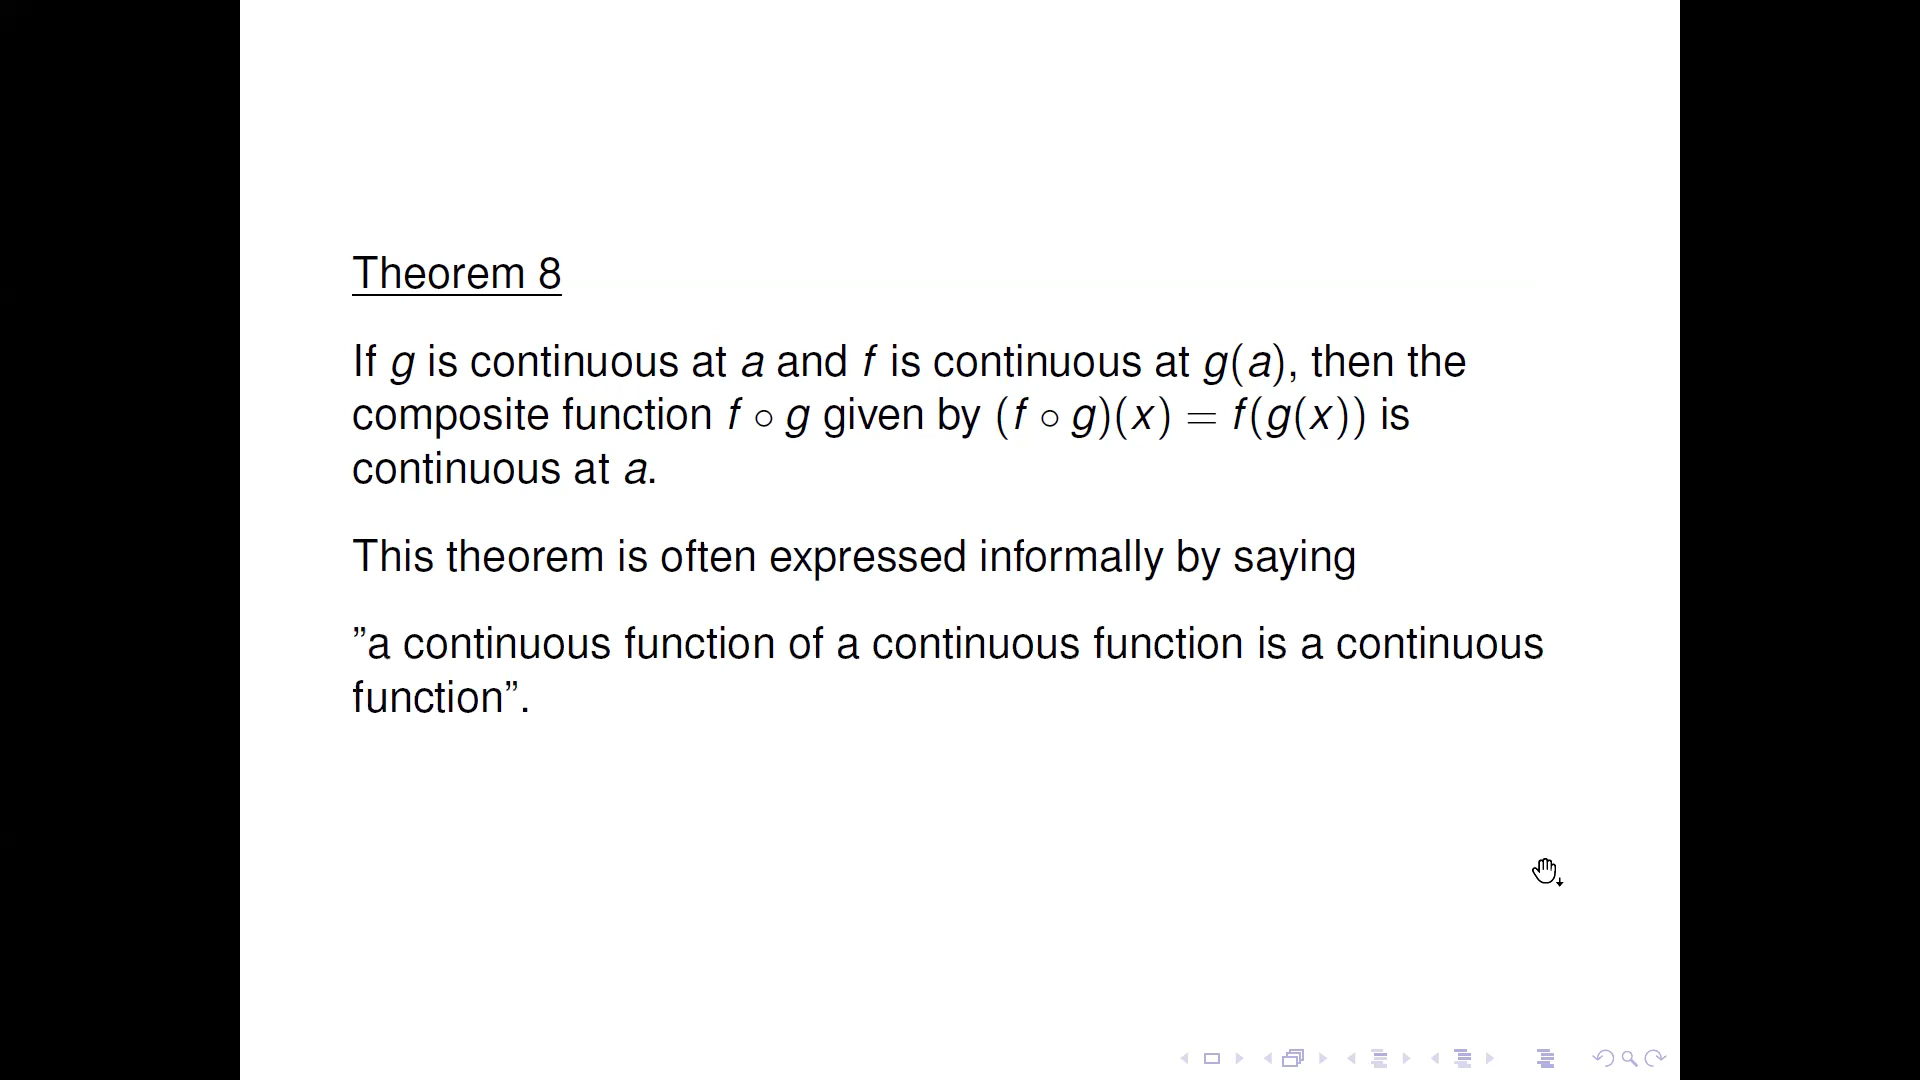 Theorem 8
If g is continuous at a and f is continuous at g(a), then the
composite function f ∘ g given by (f ∘ g)(x) = f(g(x)) is
continuous at a.
This theorem is often expressed informally by saying
”a continuous function of a continuous function is a continuous
function”.